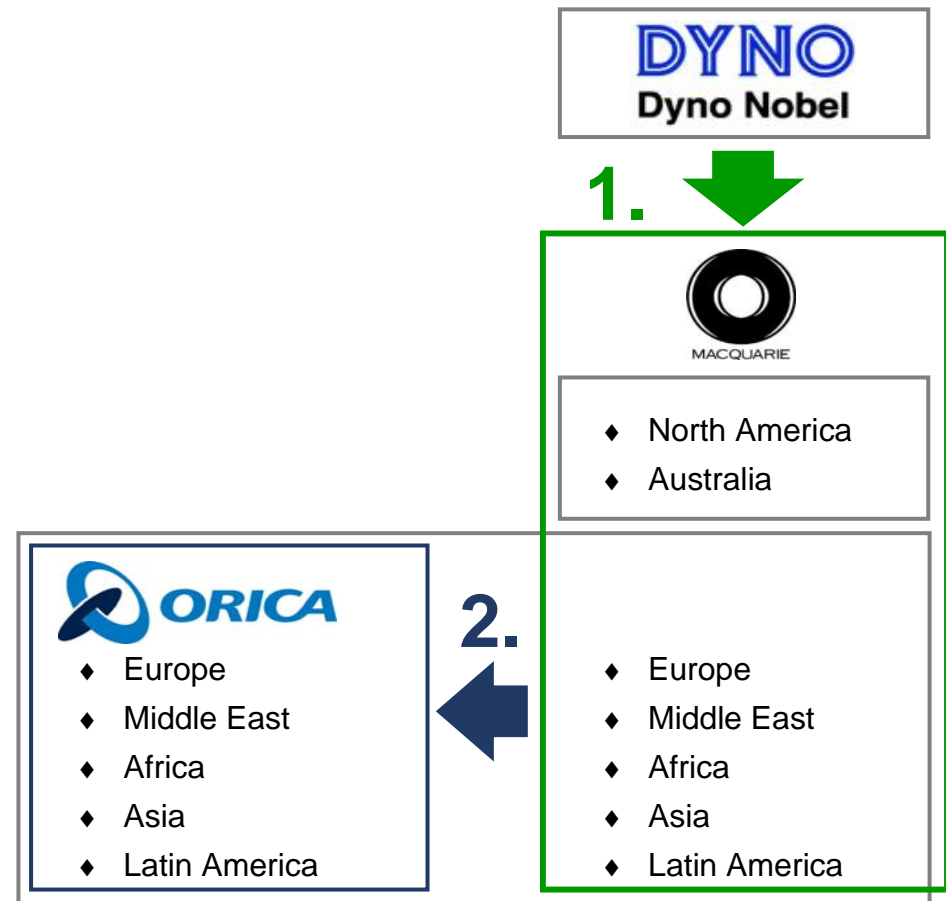 DYNO
Dyno Nobel
1.
MACQUARIE
♦ North America
♦ Australia
ORICA
♦ Europe
♦ Middle East
♦ Africa
♦ Asia
♦ Latin America
2.
♦ Europe
♦ Middle East
♦ Africa
♦ Asia
♦ Latin America